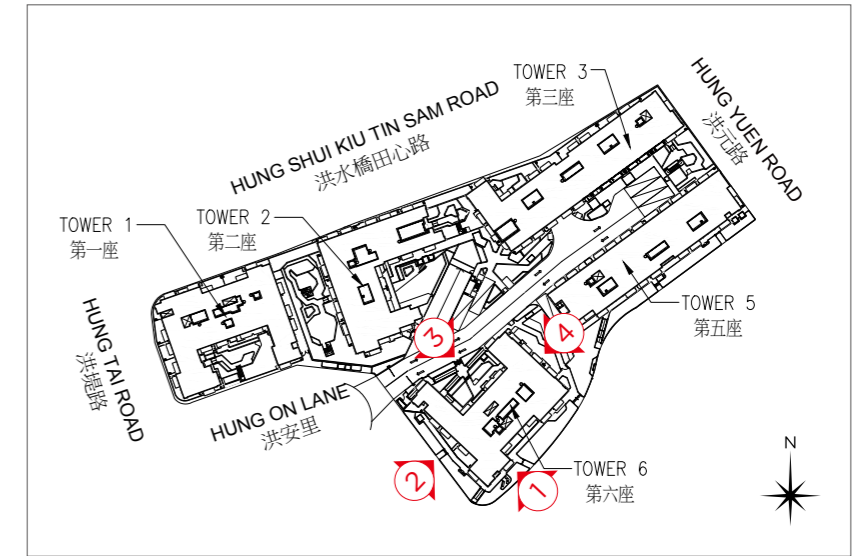 TOWER 3
第三座
HUNG YUEN ROAD
洪元路
HUNG SHUI KIU TIN SAM ROAD
洪水橋田心路
TOWER 1
第一座
TOWER 2
第二座
HUNG TAI ROAD
洪堤路
TOWER 5
第五座
3
4
HUNG ON LANE
洪安里
2
1
TOWER 6
第六座
N